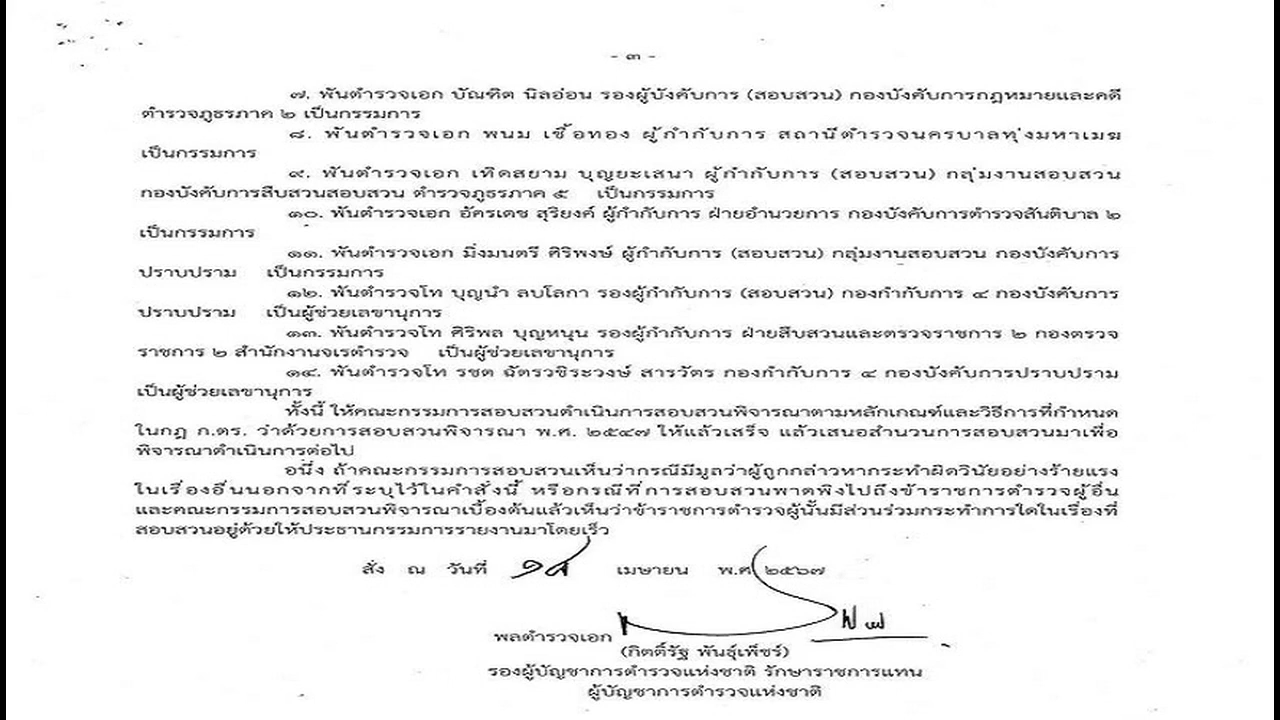 - ๓ -
๗. พันตำรวจเอก บัณฑิต นิลอ่อน รองผู้บังคับการ (สอบสวน) กองบังคับการกฎหมายและคดี
ตำรวจภูธรภาค ๒ เป็นกรรมการ
๘. พันตำรวจเอก พนม เชื้อทอง ผู้กำกับการ สถานีตำรวจนครบาลทุ่งมหาเมฆ
เป็นกรรมการ
๙. พันตำรวจเอก เทิดสยาม บุญยะเสนา ผู้กำกับการ (สอบสวน) กลุ่มงานสอบสวน
กองบังคับการสืบสวนสอบสวน ตำรวจภูธรภาค ๕ เป็นกรรมการ
๑๐. พันตำรวจเอก อัครเดช สุริยงค์ ผู้กำกับการ ฝ่ายอำนวยการ กองบังคับการตำรวจสันติบาล ๒
เป็นกรรมการ
๑๑. พันตำรวจเอก มิ่งมนตรี ศิริพงษ์ ผู้กำกับการ (สอบสวน) กลุ่มงานสอบสวน กองบังคับการ
ปราบปราม เป็นกรรมการ
๑๒. พันตำรวจโท บุญนำ ลบโลกา รองผู้กำกับการ (สอบสวน) กองกำกับการ ๔ กองบังคับการ
ปราบปราม เป็นผู้ช่วยเลขานุการ
๑๓. พันตำรวจโท ศิริพล บุญหนุน รองผู้กำกับการ ฝ่ายสืบสวนและตรวจราชการ ๒ กองตรวจ
ราชการ ๒ สำนักงานจเรตำรวจ เป็นผู้ช่วยเลขานุการ
๑๔. พันตำรวจโท รชต ฉัตรวชิระวงษ์ สารวัตร กองกำกับการ ๔ กองบังคับการปราบปราม
เป็นผู้ช่วยเลขานุการ
ทั้งนี้ ให้คณะกรรมการสอบสวนดำเนินการสอบสวนพิจารณาตามหลักเกณฑ์และวิธีการที่กำหนด
ในกฎ ก.ตร. ว่าด้วยการสอบสวนพิจารณา พ.ศ. ๒๕๔๗ ให้แล้วเสร็จ แล้วเสนอสำนวนการสอบสวนมาเพื่อ
พิจารณาดำเนินการต่อไป
อนึ่ง ถ้าคณะกรรมการสอบสวนเห็นว่ากรณีมีมูลว่าผู้ถูกกล่าวหากระทำผิดวินัยอย่างร้ายแรง
ในเรื่องอื่นนอกจากที่ระบุไว้ในคำสั่งนี้ หรือกรณีที่การสอบสวนพาดพิงไปถึงข้าราชการตำรวจผู้อื่น
และคณะกรรมการสอบสวนพิจารณาเบื้องต้นแล้วเห็นว่าข้าราชการตำรวจผู้นั้นมีส่วนร่วมกระทำการใดในเรื่องที่
สอบสวนอยู่ด้วยให้ประธานกรรมการรายงานมาโดยเร็ว
สั่ง ณ วันที่ ๑๘ เมษายน พ.ศ. ๒๕๖๗
พลตำรวจเอก
(กิตติ์รัฐ พันธุ์เพ็ชร์)
รองผู้บัญชาการตำรวจแห่งชาติ รักษาราชการแทน
ผู้บัญชาการตำรวจแห่งชาติ